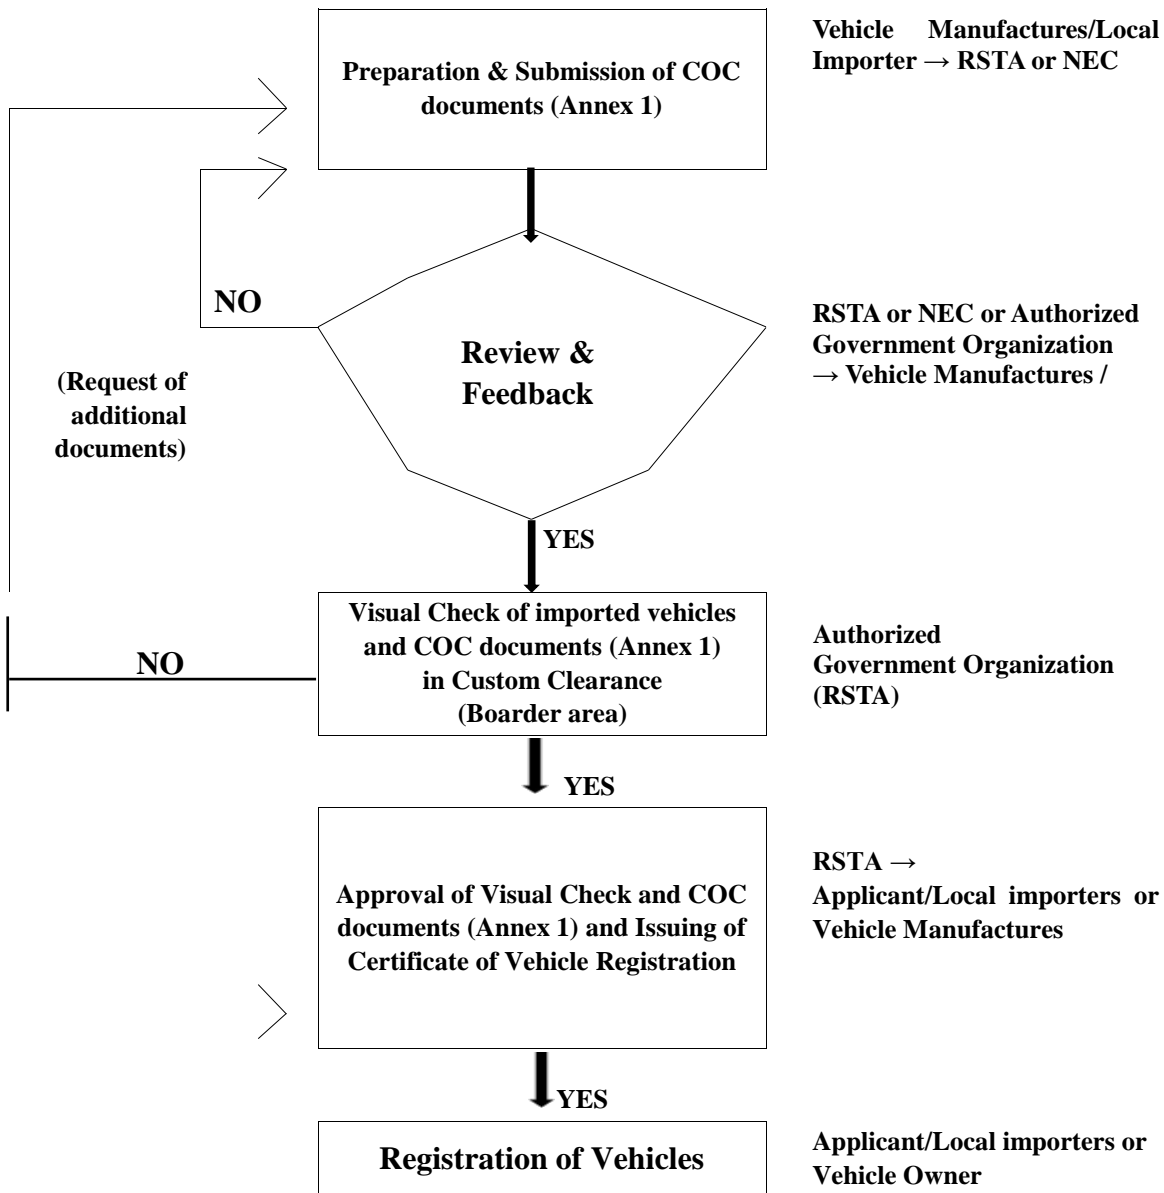 Preparation & Submission of COC
documents (Annex 1)
Vehicle Manufactures/Local
Importer → RSTA or NEC
NO
(Request of
additional
documents)
Review &
Feedback
RSTA or NEC or Authorized
Government Organization
→ Vehicle Manufactures /
YES
NO
Visual Check of imported vehicles
and COC documents (Annex 1)
in Custom Clearance
(Boarder area)
Authorized
Government Organization
(RSTA)
YES
Approval of Visual Check and COC
documents (Annex 1) and Issuing of
Certificate of Vehicle Registration
RSTA →
Applicant/Local importers or
Vehicle Manufactures
YES
Registration of Vehicles
Applicant/Local importers or
Vehicle Owner